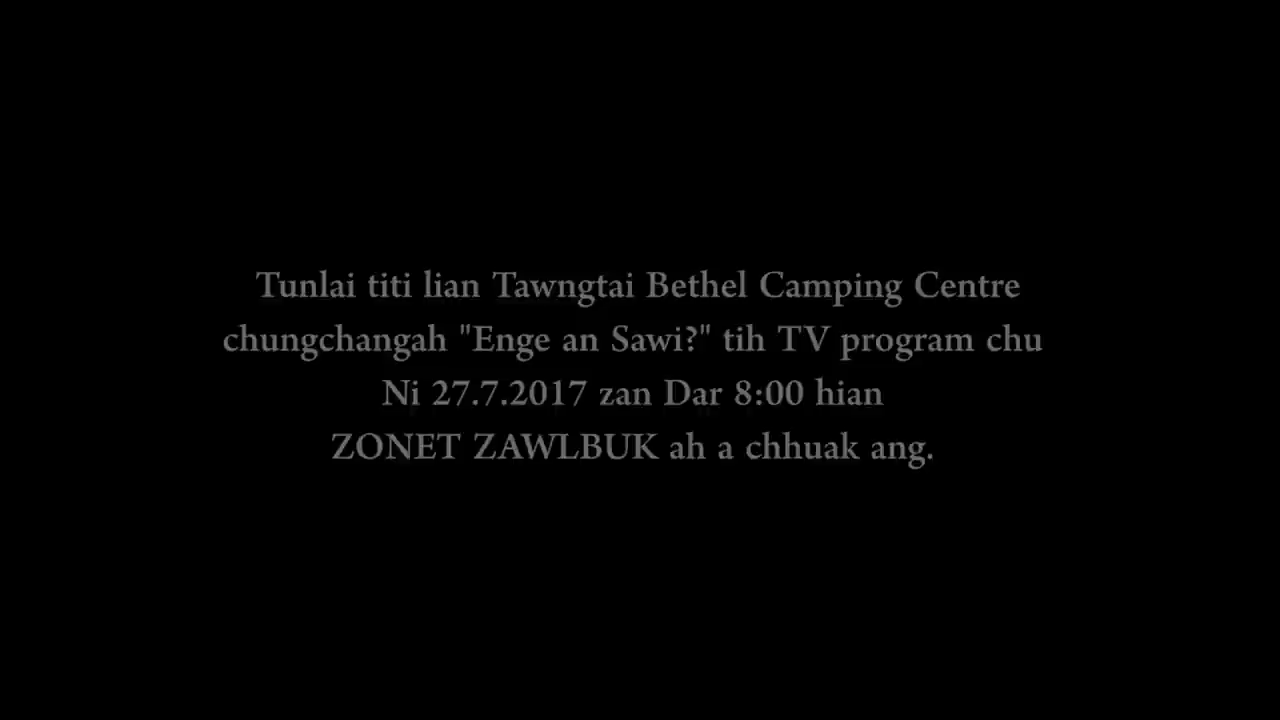 Tunlai titi lian Tawngtai Bethel Camping Centre
chungchangah "Enge an Sawi?" tih TV program chu
Ni 27.7.2017 zan Dar 8:00 hian
ZONET ZAWLBUK ah a chhuak ang.